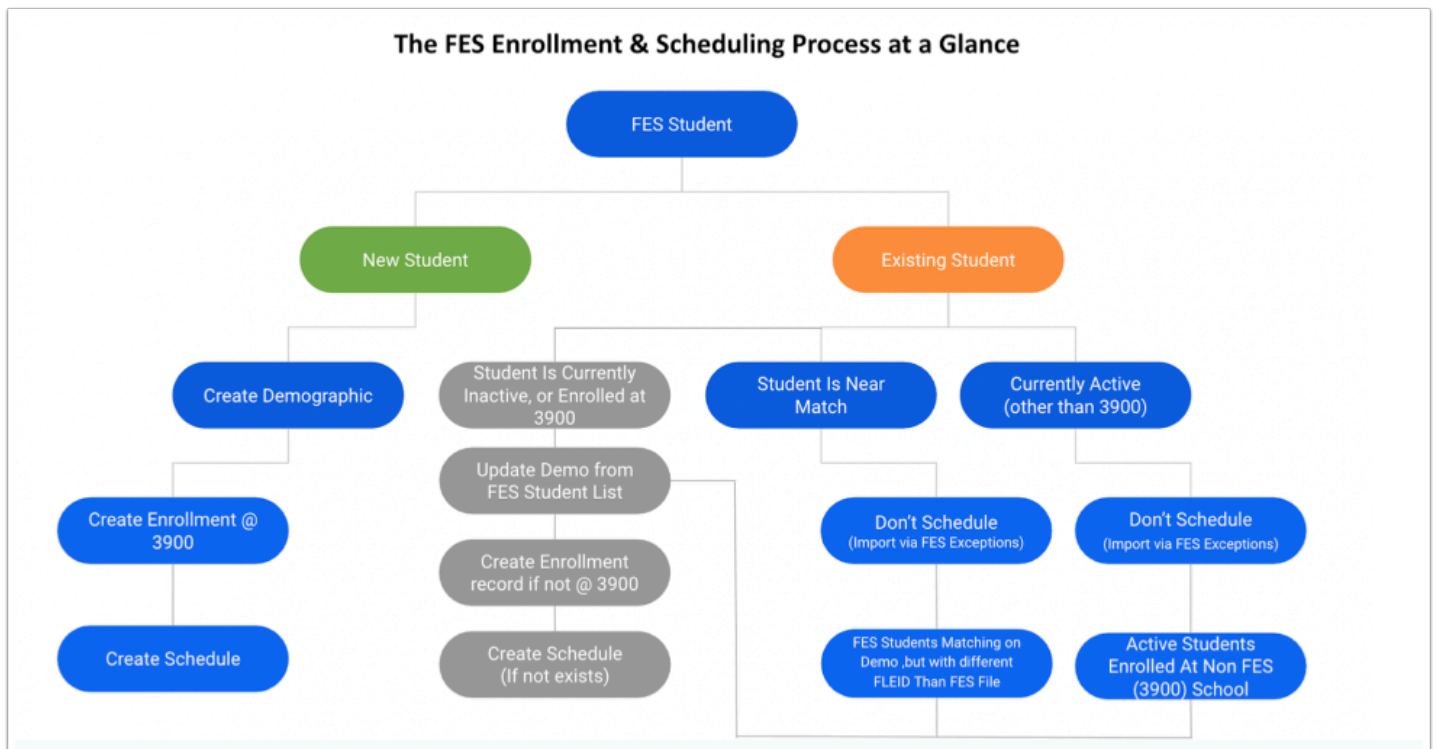 The FES Enrollment & Scheduling Process at a Glance
FES Student
New Student
Existing Student
Create Demographic
Student Is Currently
Inactive, or Enrolled at
3900
Student Is Near
Match
Currently Active
(other than 3900)
Update Demo from
FES Student List
Create Enrollment @
3900
Don't Schedule
(Import via FES Exceptions)
Don't Schedule
(Import via FES Exceptions)
Create Enrollment
record if not @ 3900
Create Schedule
Create Schedule
(If not exists)
FES Students Matching on
Demo ,but with different
FLEID Than FES File
Active Students
Enrolled At Non FES
(3900) School